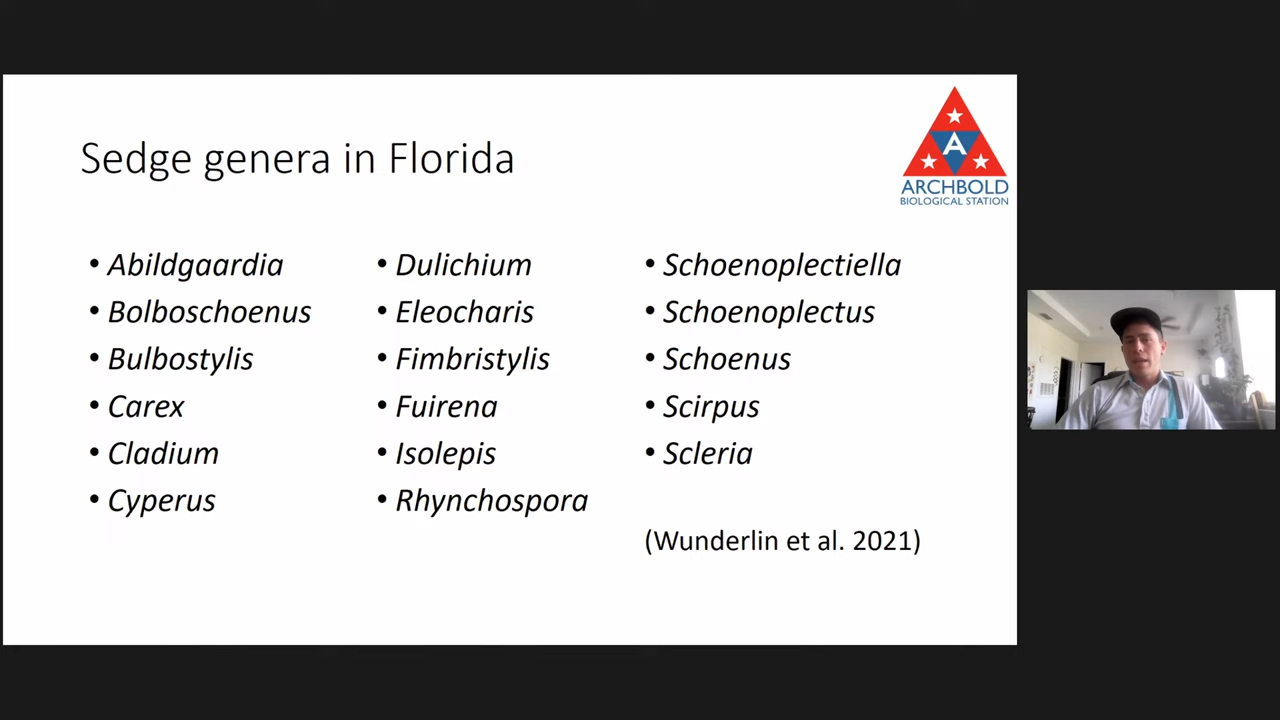 Sedge genera in Florida
A
ARCHBOLD
BIOLOGICAL STATION
• Abildgaardia
• Bolboschoenus
• Bulbostylis
• Carex
• Cladium
• Cyperus
• Dulichium
• Eleocharis
• Fimbristylis
• Fuirena
• Isolepis
• Rhynchospora
• Schoenoplectiella
• Schoenoplectus
• Schoenus
• Scirpus
• Scleria
(Wunderlin et al. 2021)